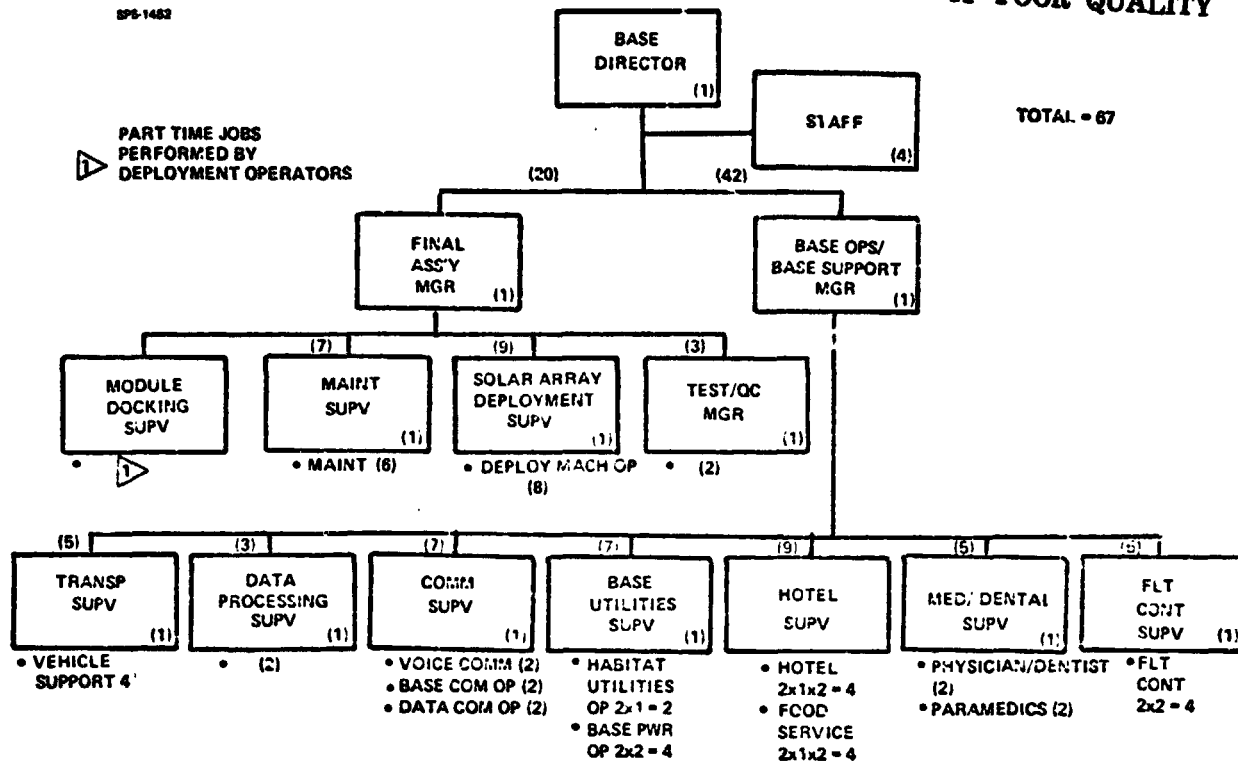 SPS-1482
POOR QUALITY
BASE
DIRECTOR
(1)
STAFF
(4)
TOTAL = 67
1
PART TIME JOBS
PERFORMED BY
DEPLOYMENT OPERATORS
(20)
(42)
FINAL
ASS'Y
MGR
(1)
BASE OPS/
BASE SUPPORT
MGR
(1)
MODULE
DOCKING
SUPV
• 1
(7)
MAINT
SUPV
(1)
• MAINT (6)
(9)
SOLAR ARRAY
DEPLOYMENT
SUPV
(1)
• DEPLOY MACH OP
(8)
(3)
TEST/QC
MGR
(1)
• (2)
(5)
TRANSP
SUPV
(1)
• VEHICLE
SUPPORT 4
(3)
DATA
PROCESSING
SUPV
(1)
• (2)
(7)
COMM
SUPV
(1)
• VOICE COMM (2)
• BASE COM OP (2)
• DATA COM OP (2)
(7)
BASE
UTILITIES
SUPV
(1)
• HABITAT
UTILITIES
OP 2x1 = 2
• BASE PWR
OP 2x2 = 4
(9)
HOTEL
SUPV
• HOTEL
2x1x2 = 4
• FOOD
SERVICE
2x1x2 = 4
(5)
MED/ DENTAL
SUPV
(1)
• PHYSICIAN/DENTIST
(2)
• PARAMEDICS (2)
(5)
FLT
CONT
SUPV
(1)
• FLT
CONT
2x2 = 4